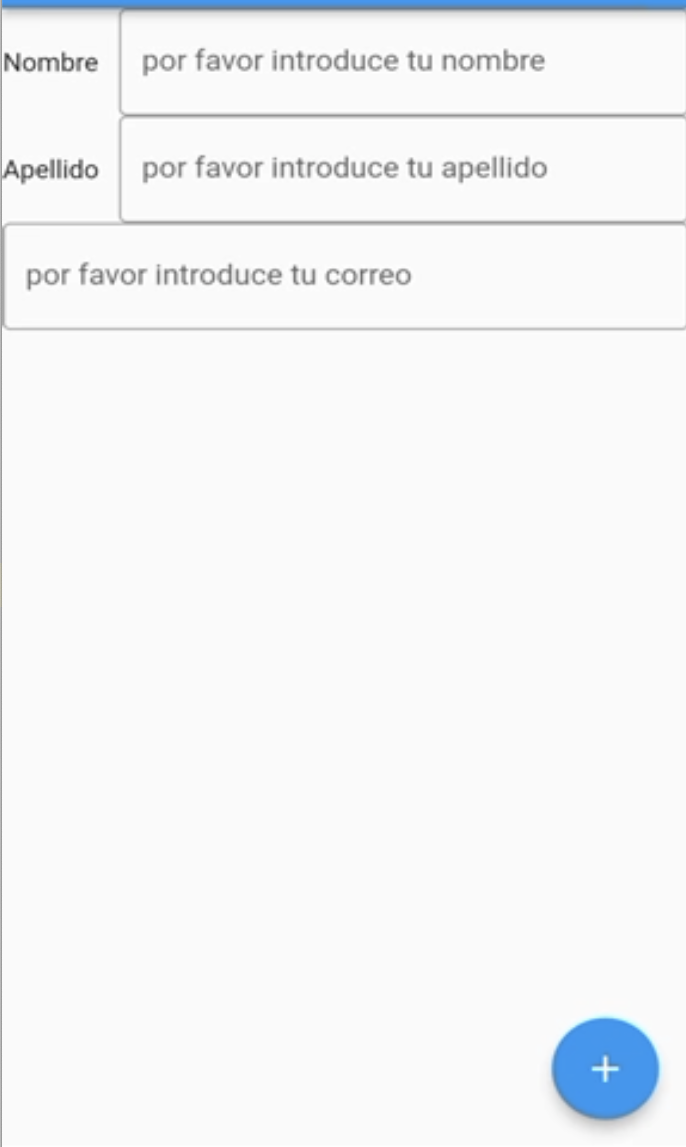 Nombre por favor introduce tu nombre
Apellido por favor introduce tu apellido
por favor introduce tu correo
+